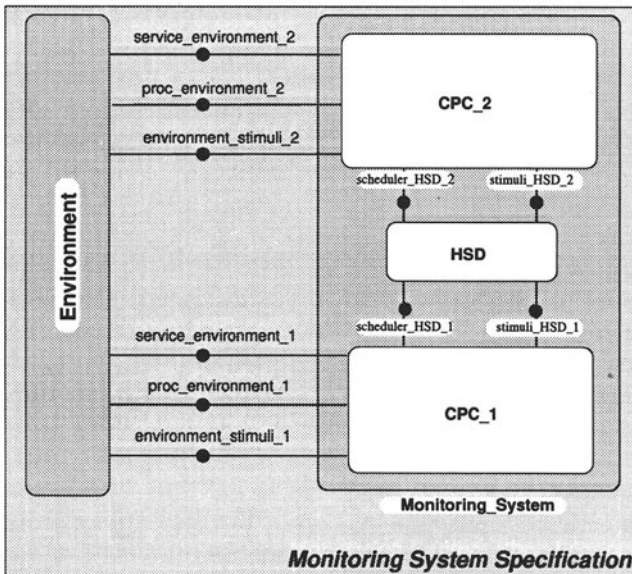 service_environment_2
proc_environment_2
CPC_2
environment_stimuli_2
scheduler_HSD_2
stimuli_HSD_2
Environment
HSD
scheduler_HSD_1
stimuli_HSD_1
service_environment_1
proc_environment_1
CPC_1
environment_stimuli_1
Monitoring_System
Monitoring System Specification